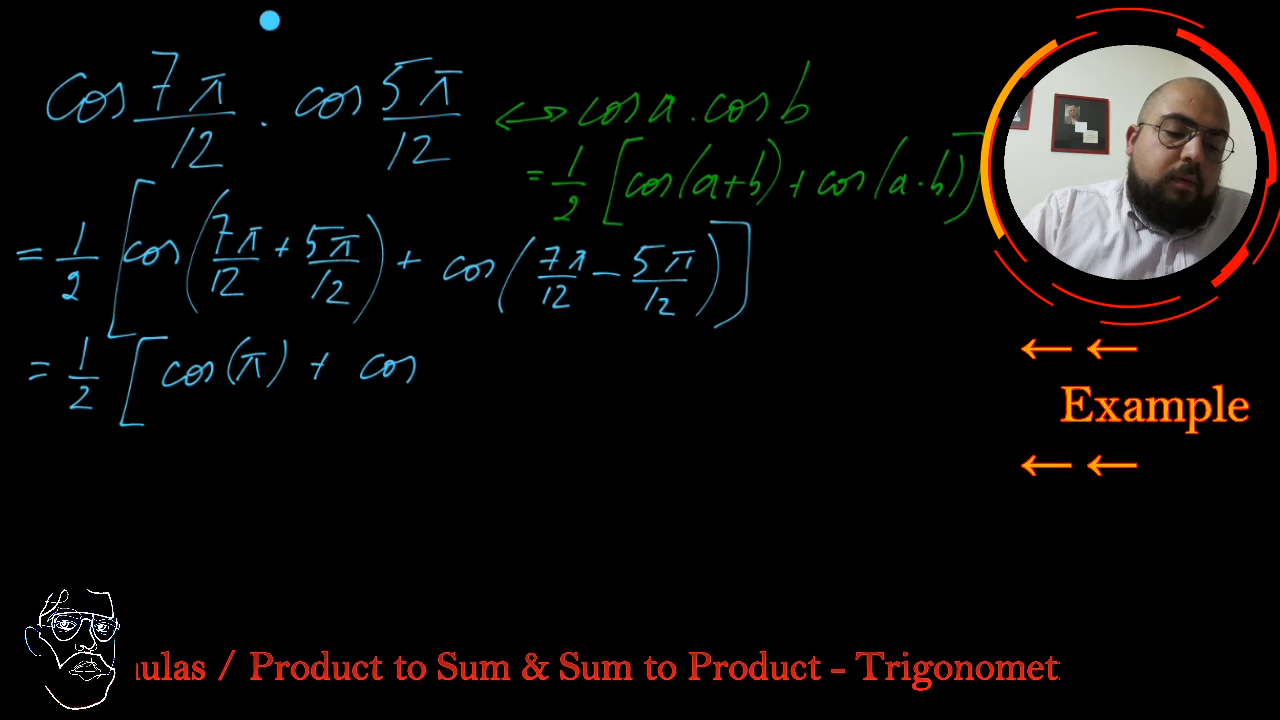 cos 7π/12 . cos 5π/12 ↔ cos a . cos b
= 1/2 [cos(a+b) + cos(a-b)]
= 1/2 [cos(7π/12 + 5π/12) + cos(7π/12 − 5π/12)]
= 1/2 [cos(π) + cos
← ←
Example
← ←
ulas / Product to Sum & Sum to Product - Trigonomet